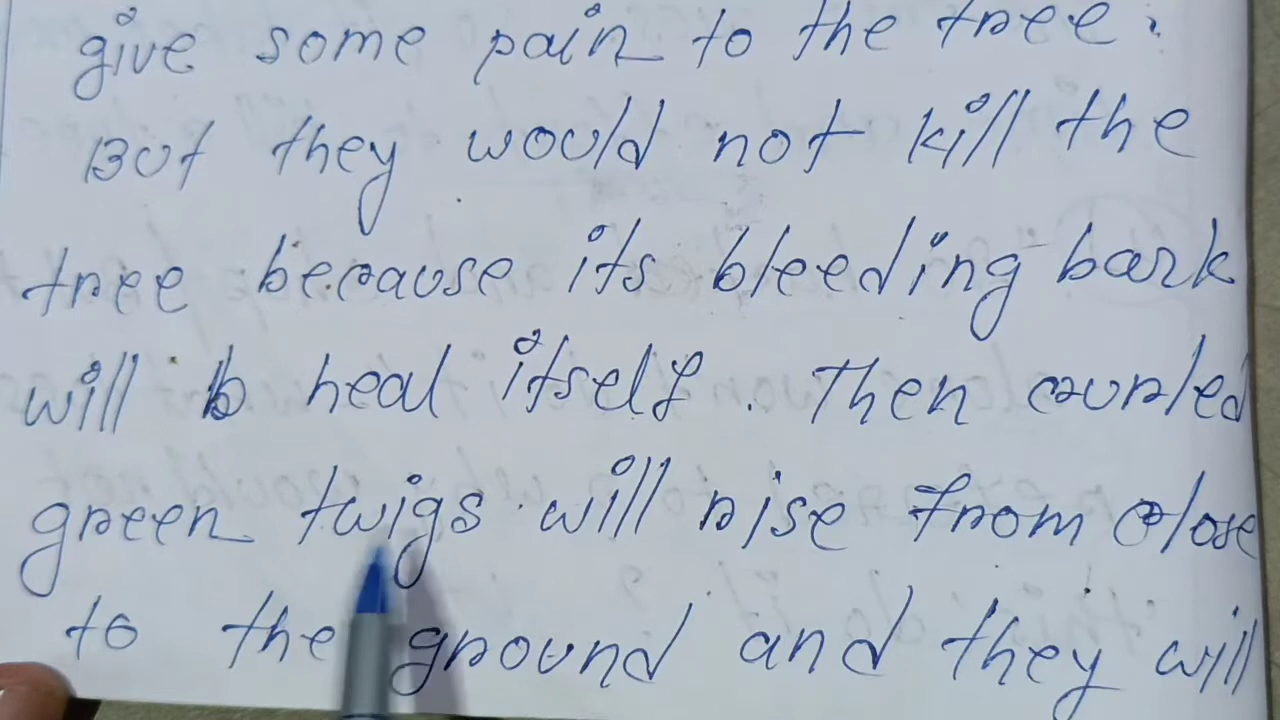 give some pain to the tree.
But they would not kill the
tree because its bleeding bark
will b heal itself. Then curled
green twigs will rise from close
to the ground and they will